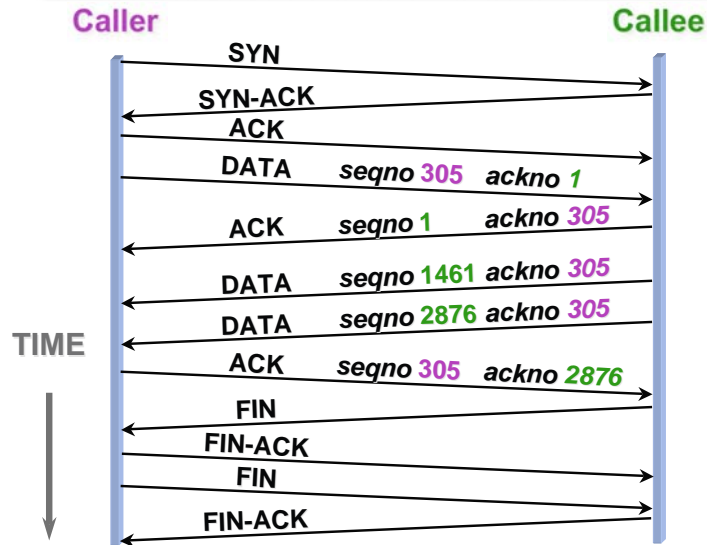 Caller Callee
SYN
SYN-ACK
ACK
DATA seqno 305 ackno 1
ACK seqno 1 ackno 305
DATA seqno 1461 ackno 305
DATA seqno 2876 ackno 305
TIME
ACK seqno 305 ackno 2876
FIN
FIN-ACK
FIN
FIN-ACK